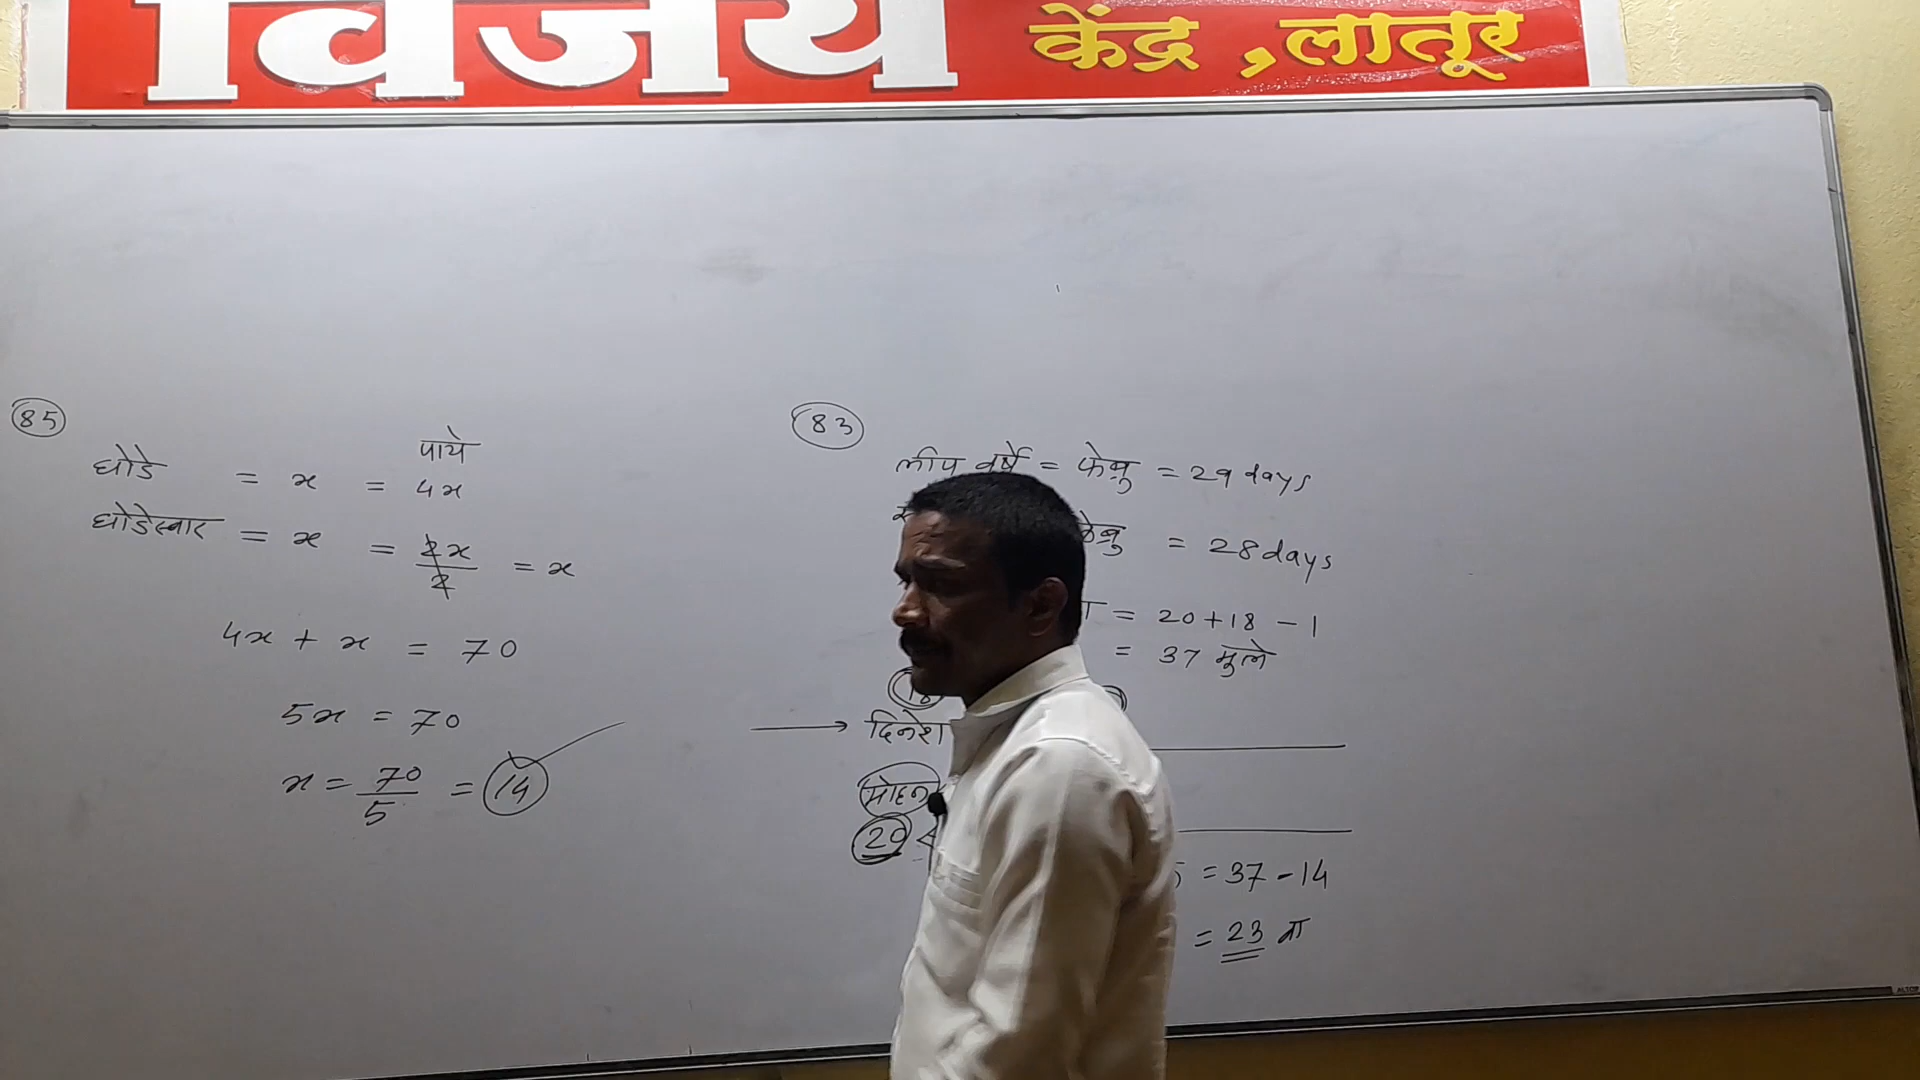 विजय केंद्र, लातूर
85
पाये
घोडे = x = 4x
घोडेस्वार = x = 2x/2 = x
4x + x = 70
5x = 70
x = 70/5 = 14
83
लीप वर्षे = फेब्रु = 29 days
फेब्रु = 28 days
= 20+18-1
= 37 मुले
18
दिनेश
मोहन
20
= 37-14
= 23 वा